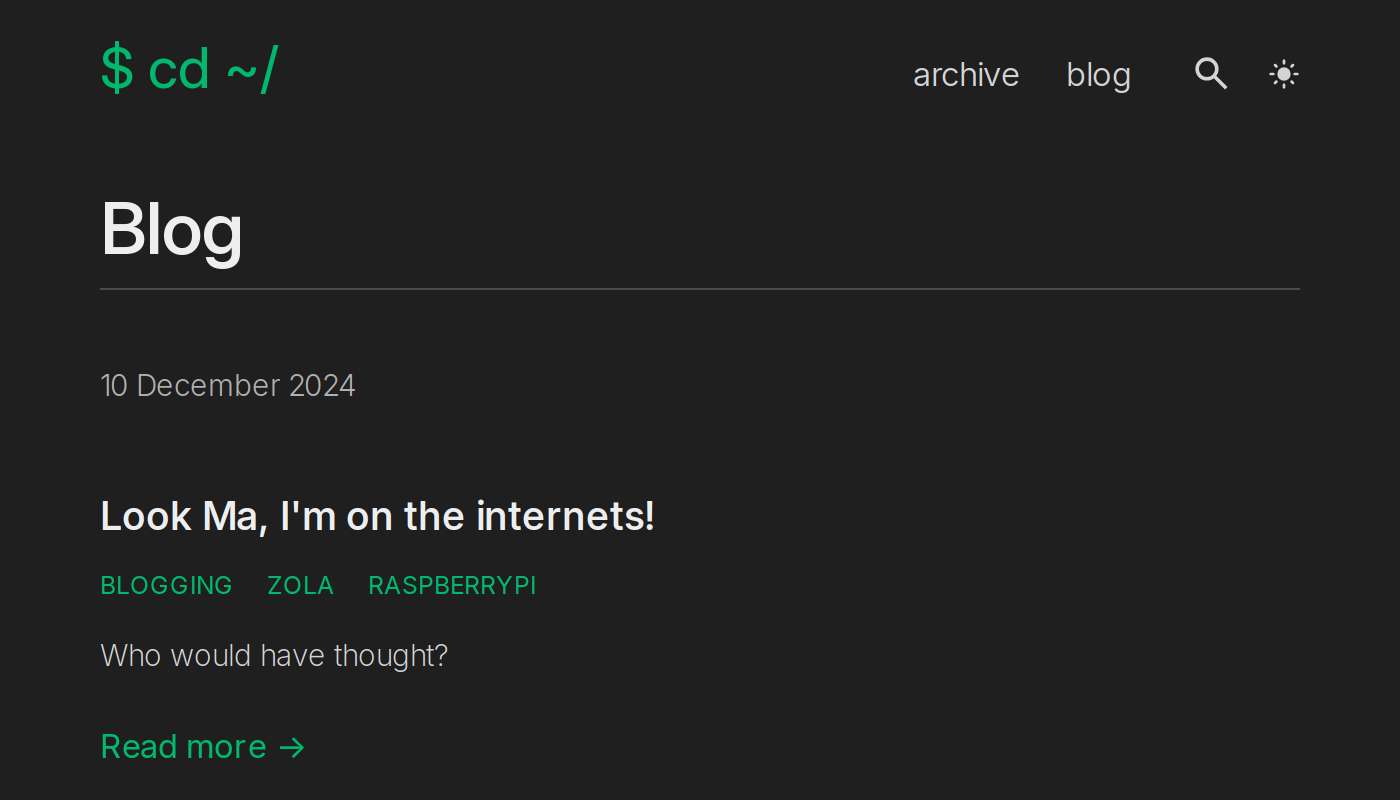 $ cd ~/
archive blog
Blog
10 December 2024
Look Ma, I'm on the internets!
BLOGGING ZOLA RASPBERRYPI
Who would have thought?
Read more →